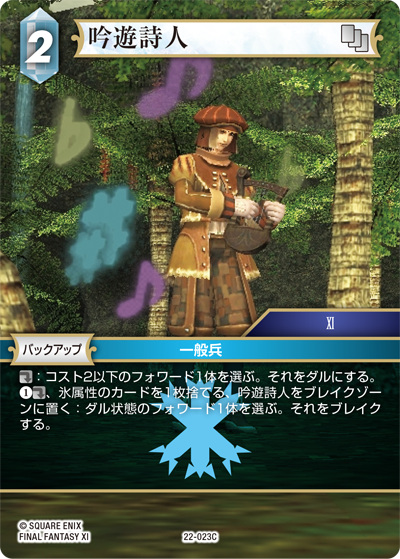 2
吟遊詩人
XI
バックアップ
一般兵
：コスト2以下のフォワード1体を選ぶ。それをダルにする。
❶、氷属性のカードを1枚捨てる、吟遊詩人をブレイクゾー
ンに置く：ダル状態のフォワード1体を選ぶ。それをブレイク
する。
© SQUARE ENIX
FINAL FANTASY XI
22-023C